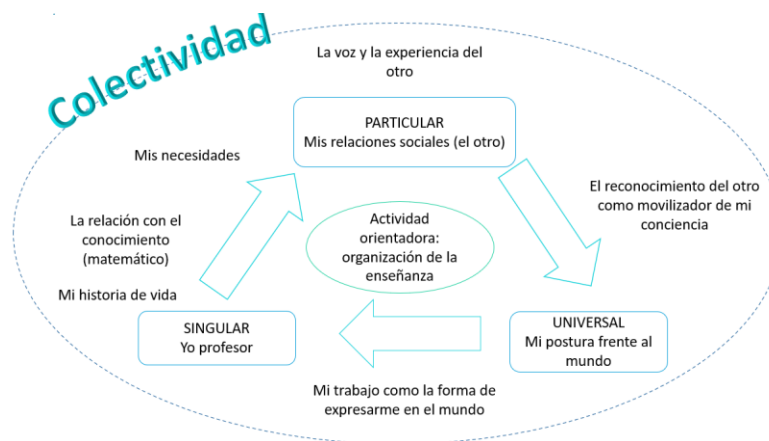 Colectividad
La voz y la experiencia del
otro
PARTICULAR
Mis relaciones sociales (el otro)
Mis necesidades
El reconocimiento del otro
como movilizador de mi
conciencia
La relación con el
conocimiento
(matemático)
Actividad
orientadora:
organización de la
enseñanza
Mi historia de vida
SINGULAR
Yo profesor
UNIVERSAL
Mi postura frente al
mundo
Mi trabajo como la forma de
expresarme en el mundo